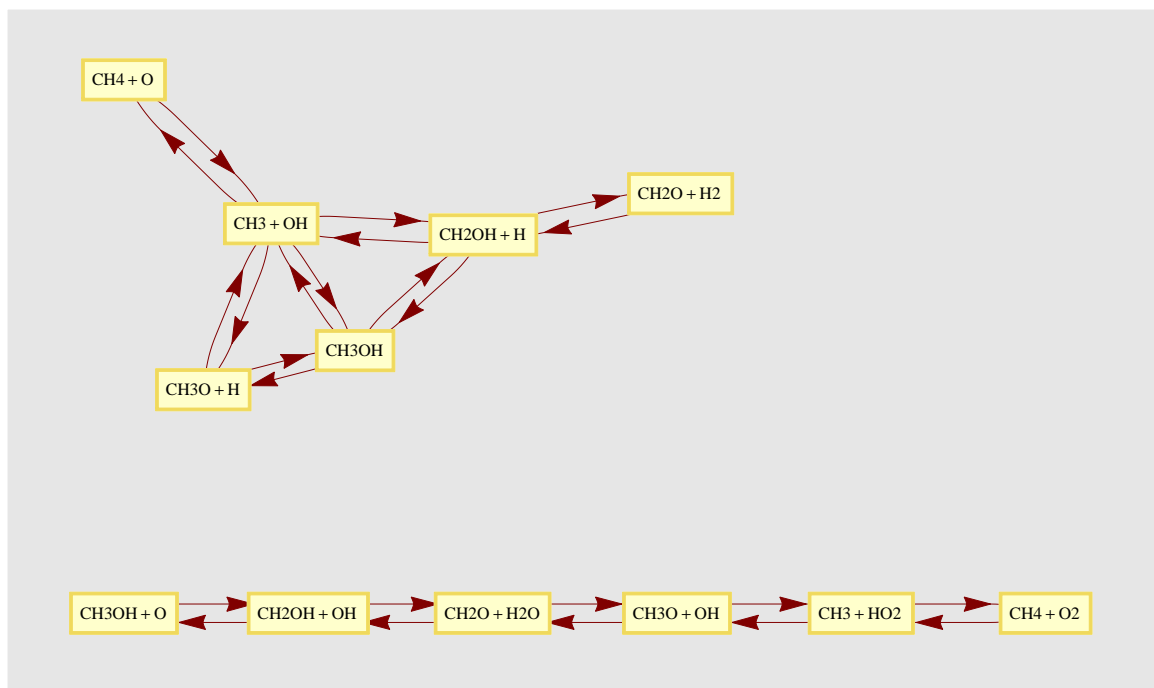 CH4 + O
CH2O + H2
CH3 + OH
CH2OH + H
CH3OH
CH3O + H
CH3OH + O
CH2OH + OH
CH2O + H2O
CH3O + OH
CH3 + HO2
CH4 + O2